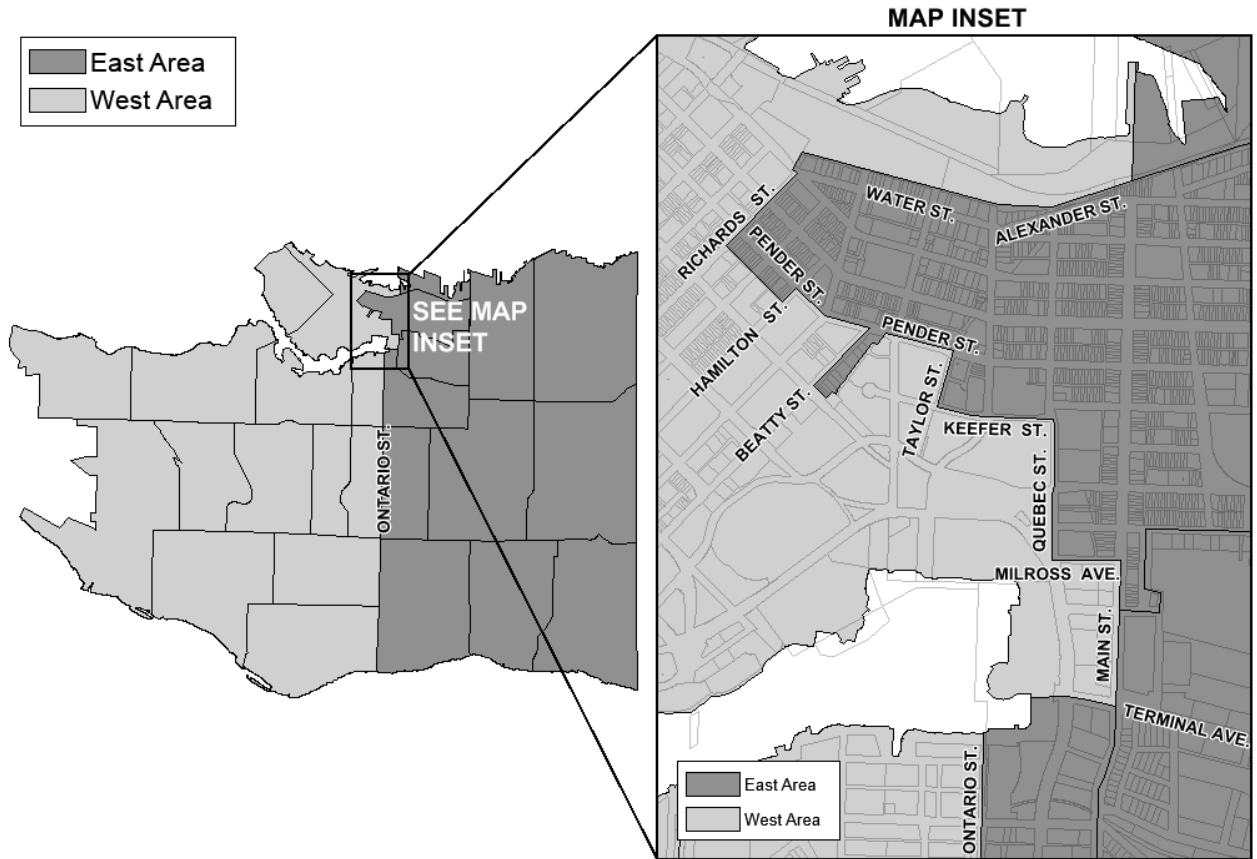 MAP INSET
East Area
West Area
SEE MAP
INSET
ONTARIO ST.
RICHARDS ST.
WATER ST.
ALEXANDER ST.
PENDER ST.
HAMILTON ST.
PENDER ST.
BEATTY ST.
TAYLOR ST.
KEEFER ST.
QUEBEC ST.
MILROSS AVE.
MAIN ST.
TERMINAL AVE.
ONTARIO ST.
East Area
West Area